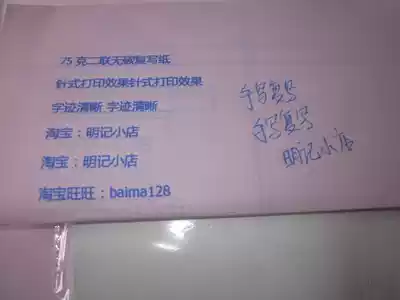 75 克二联无碳复写纸
针式打印效果针式打印效果
字迹清晰 字迹清晰
淘宝：明记小店
淘宝：明记小店
淘宝旺旺：baima128
手写复写
手写复写
明记小店